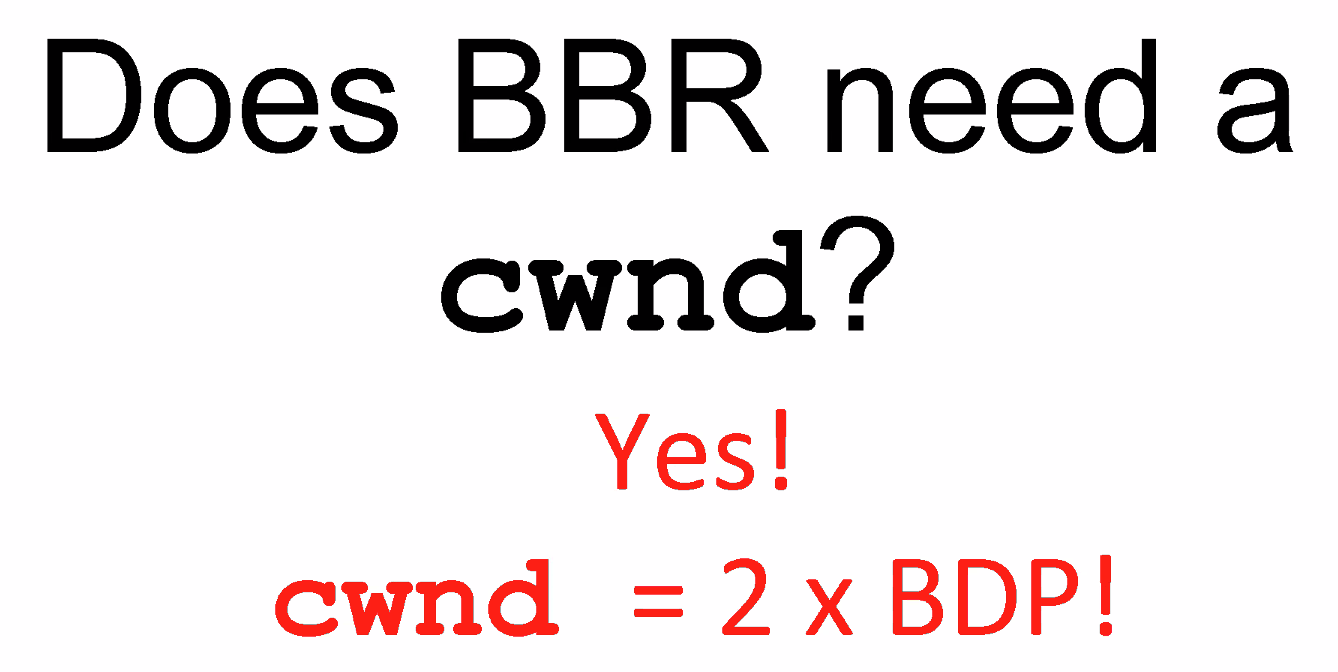 Does BBR need a
cwnd?
Yes!
cwnd = 2 x BDP!